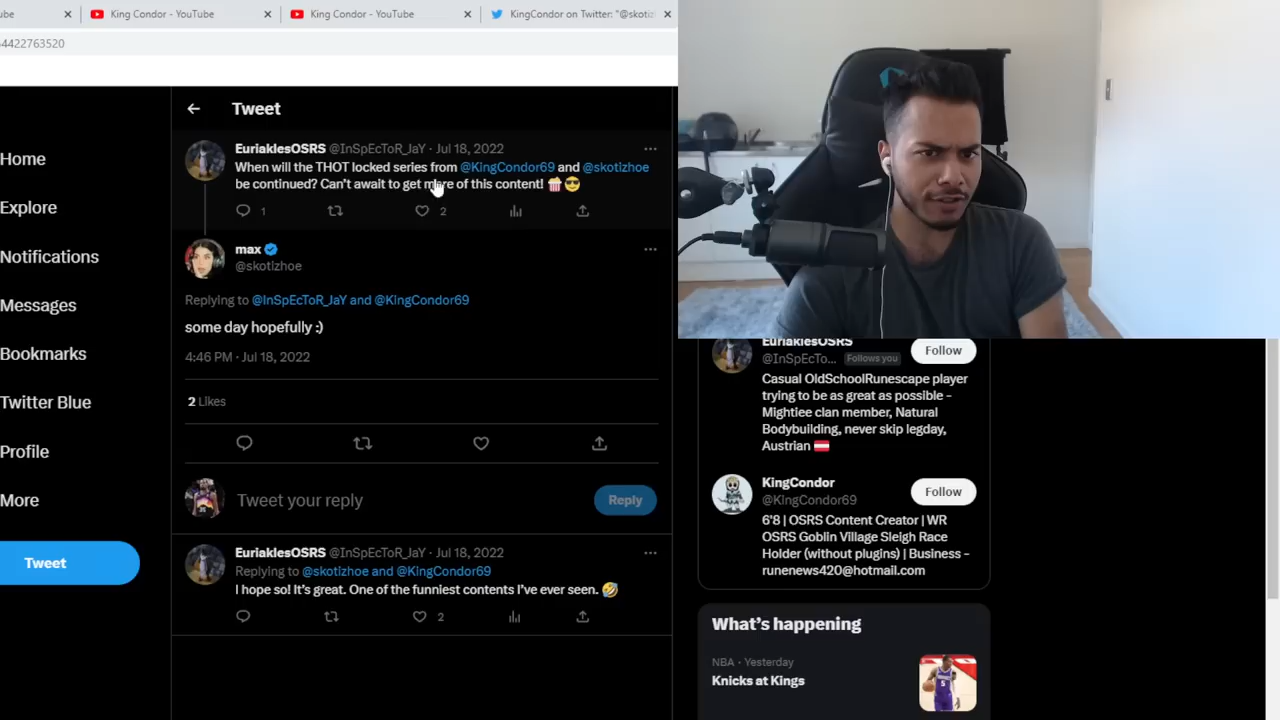 ube
King Condor - YouTube
King Condor - YouTube
KingCondor on Twitter: "@skotiz
4422763520
Home
Explore
Notifications
Messages
Bookmarks
Twitter Blue
Profile
More
Tweet
Tweet
EuriaklesOSRS @InSpEcToR_JaY · Jul 18, 2022
When will the THOT locked series from @KingCondor69 and @skotizhoe
be continued? Can't await to get more of this content! 🍿😎
1
2
max
@skotizhoe
Replying to @InSpEcToR_JaY and @KingCondor69
some day hopefully :)
4:46 PM · Jul 18, 2022
2 Likes
Tweet your reply
Reply
EuriaklesOSRS @InSpEcToR_JaY · Jul 18, 2022
Replying to @skotizhoe and @KingCondor69
I hope so! It's great. One of the funniest contents I've ever seen. 🤣
2
EuriaklesOSRS
@InSpEcTo... Follows you
Follow
Casual OldSchoolRunescape player
trying to be as great as possible -
Mightiee clan member, Natural
Bodybuilding, never skip legday,
Austrian 🇦🇹
KingCondor
@KIngCondor69
Follow
6'8 | OSRS Content Creator | WR
OSRS Goblin Village Sleigh Race
Holder (without plugins) | Business -
runenews420@hotmail.com
What's happening
NBA · Yesterday
Knicks at Kings